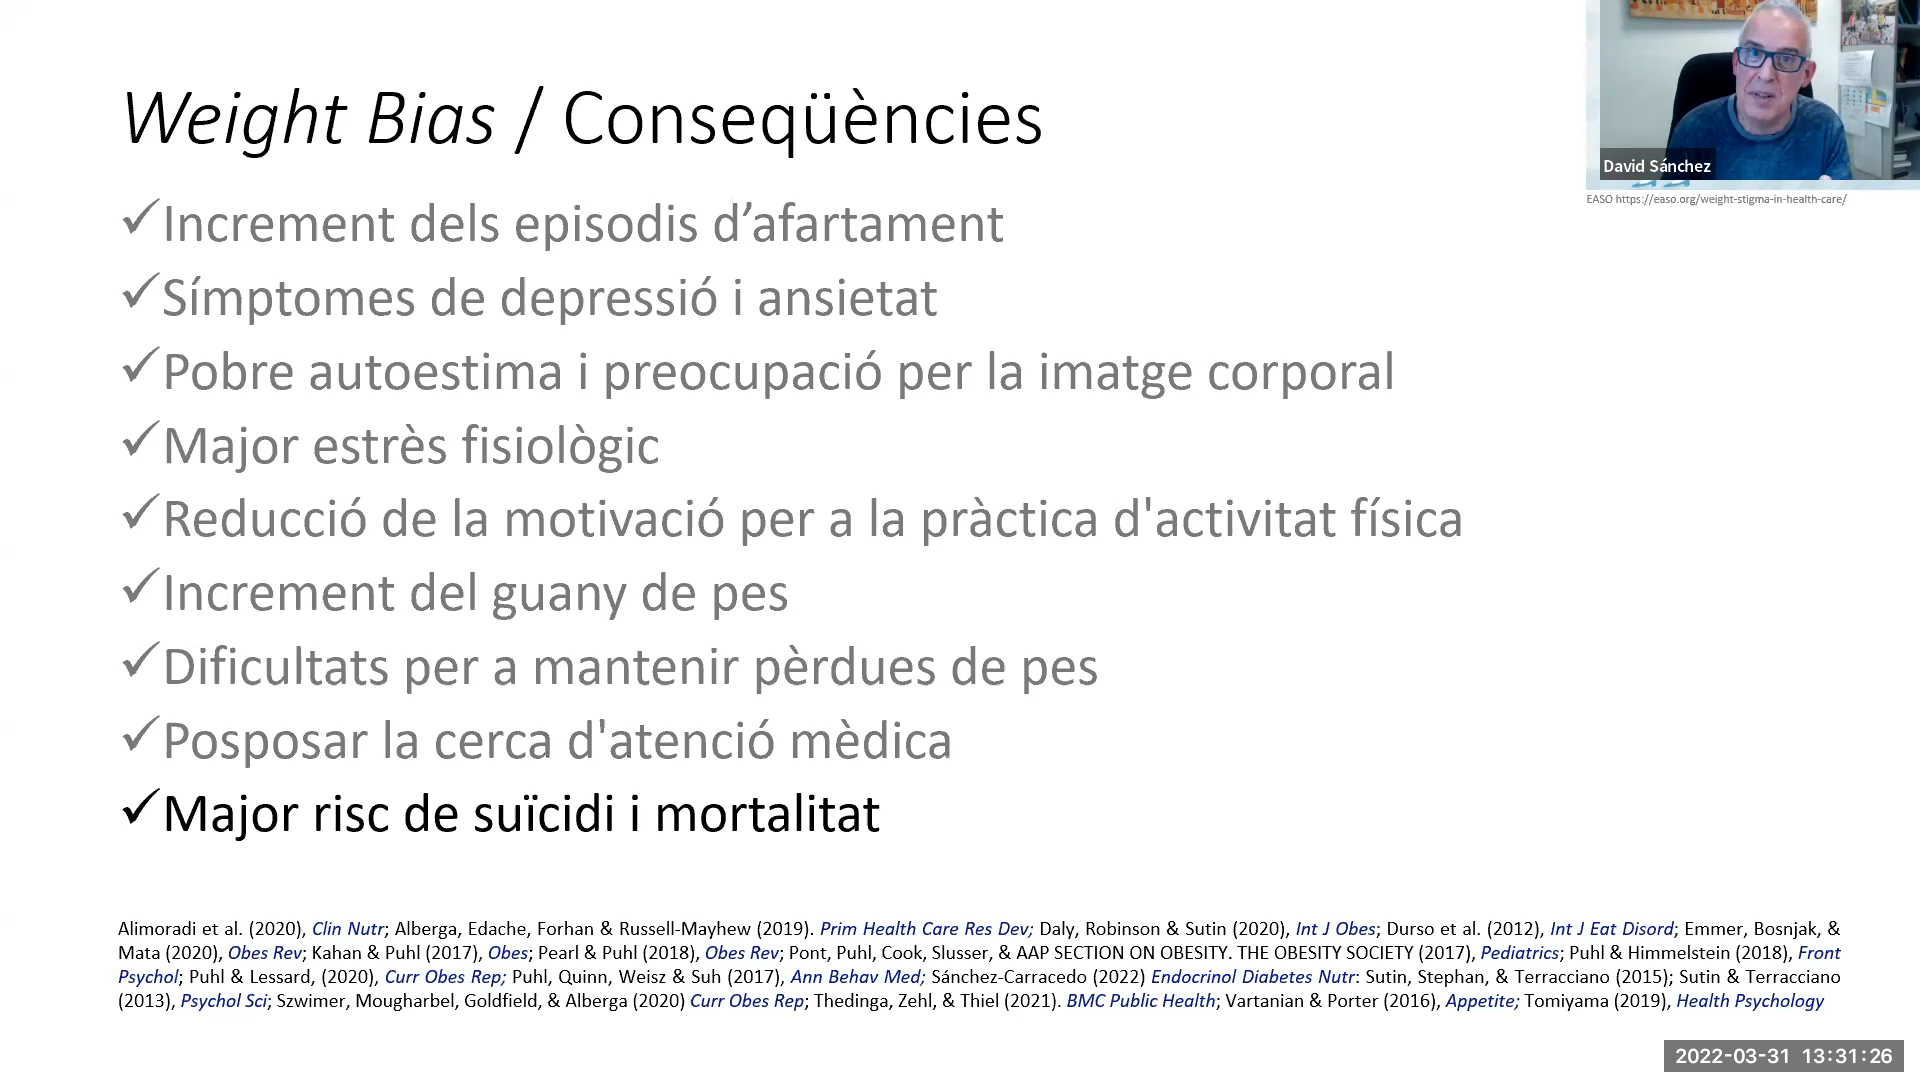 Weight Bias / Conseqüències
David Sánchez
EASO https://easo.org/weight-stigma-in-health-care/
✓Increment dels episodis d’afartament
✓Símptomes de depressió i ansietat
✓Pobre autoestima i preocupació per la imatge corporal
✓Major estrès fisiològic
✓Reducció de la motivació per a la pràctica d'activitat física
✓Increment del guany de pes
✓Dificultats per a mantenir pèrdues de pes
✓Posposar la cerca d'atenció mèdica
✓Major risc de suïcidi i mortalitat
Alimoradi et al. (2020), Clin Nutr; Alberga, Edache, Forhan & Russell-Mayhew (2019). Prim Health Care Res Dev; Daly, Robinson & Sutin (2020), Int J Obes; Durso et al. (2012), Int J Eat Disord; Emmer, Bosnjak, &
Mata (2020), Obes Rev; Kahan & Puhl (2017), Obes; Pearl & Puhl (2018), Obes Rev; Pont, Puhl, Cook, Slusser, & AAP SECTION ON OBESITY. THE OBESITY SOCIETY (2017), Pediatrics; Puhl & Himmelstein (2018), Front
Psychol; Puhl & Lessard, (2020), Curr Obes Rep; Puhl, Quinn, Weisz & Suh (2017), Ann Behav Med; Sánchez-Carracedo (2022) Endocrinol Diabetes Nutr: Sutin, Stephan, & Terracciano (2015); Sutin & Terracciano
(2013), Psychol Sci; Szwimer, Mougharbel, Goldfield, & Alberga (2020) Curr Obes Rep; Thedinga, Zehl, & Thiel (2021). BMC Public Health; Vartanian & Porter (2016), Appetite; Tomiyama (2019), Health Psychology
2022-03-31 13:31:26